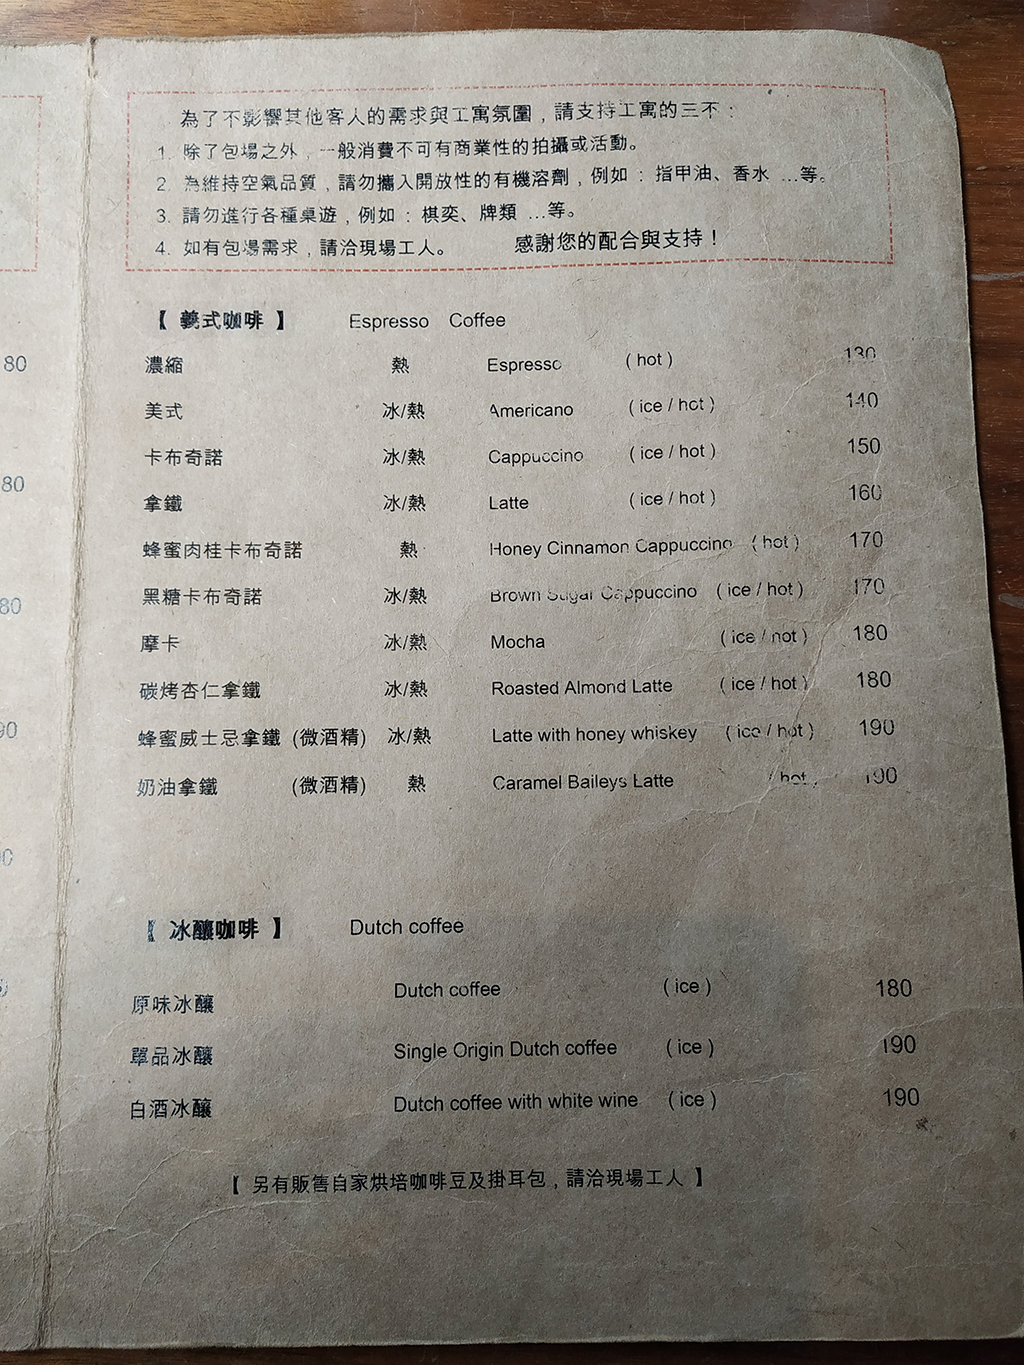 為了不影響其他客人的需求與工寓氛圍，請支持工寓的三不：
1. 除了包場之外，一般消費不可有商業性的拍攝或活動。
2. 為維持空氣品質，請勿攜入開放性的有機溶劑，例如：指甲油、香水 ...等。
3. 請勿進行各種桌遊，例如：棋奕、牌類 ...等。
4. 如有包場需求，請洽現場工人。 感謝您的配合與支持！
【 義式咖啡 】 Espresso Coffee
80
濃縮 熱 Espresso ( hot ) 130
美式 冰/熱 Americano ( ice / hot ) 140
卡布奇諾 冰/熱 Cappuccino ( ice / hot ) 150
80
拿鐵 冰/熱 Latte ( ice / hot ) 160
蜂蜜肉桂卡布奇諾 熱 Honey Cinnamon Cappuccino ( hot ) 170
80
黑糖卡布奇諾 冰/熱 Brown Sugar Cappuccino ( ice / hot ) 170
摩卡 冰/熱 Mocha ( ice / hot ) 180
碳烤杏仁拿鐵 冰/熱 Roasted Almond Latte ( ice / hot ) 180
90
蜂蜜威士忌拿鐵 (微酒精) 冰/熱 Latte with honey whiskey ( ice / hot ) 190
奶油拿鐵 (微酒精) 熱 Caramel Baileys Latte ( hot ) 190
【 冰釀咖啡 】 Dutch coffee
原味冰釀 Dutch coffee ( ice ) 180
單品冰釀 Single Origin Dutch coffee ( ice ) 190
白酒冰釀 Dutch coffee with white wine ( ice ) 190
【 另有販售自家烘培咖啡豆及掛耳包，請洽現場工人 】